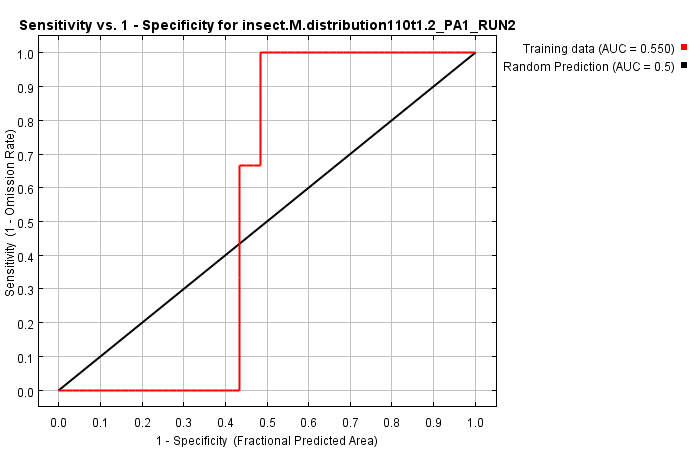 Sensitivity vs. 1 - Specificity for insect.M.distribution110t1.2_PA1_RUN2
Training data (AUC = 0.550)
Random Prediction (AUC = 0.5)
Sensitivity (1 - Omission Rate)
1.0
0.9
0.8
0.7
0.6
0.5
0.4
0.3
0.2
0.1
0.0
0.0 0.1 0.2 0.3 0.4 0.5 0.6 0.7 0.8 0.9 1.0
1 - Specificity (Fractional Predicted Area)